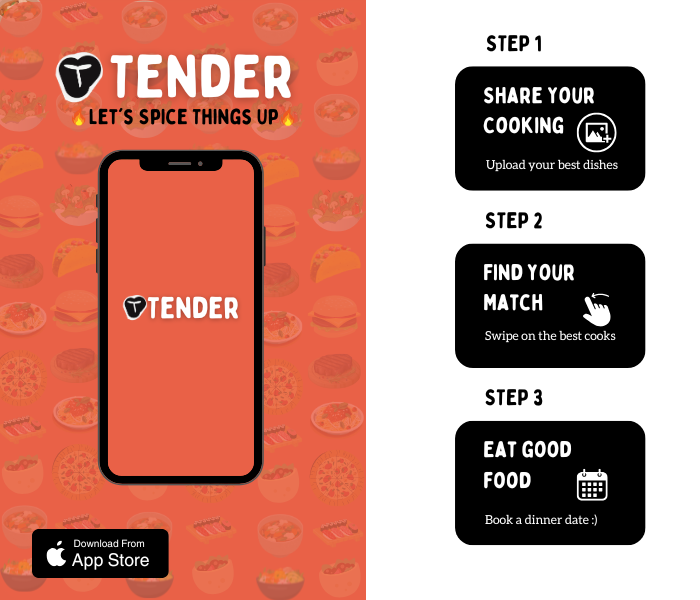 TENDER
LET'S SPICE THINGS UP
TENDER
Download From
App Store
STEP 1
SHARE YOUR
COOKING
Upload your best dishes
STEP 2
FIND YOUR
MATCH
Swipe on the best cooks
STEP 3
EAT GOOD
FOOD
Book a dinner date :)